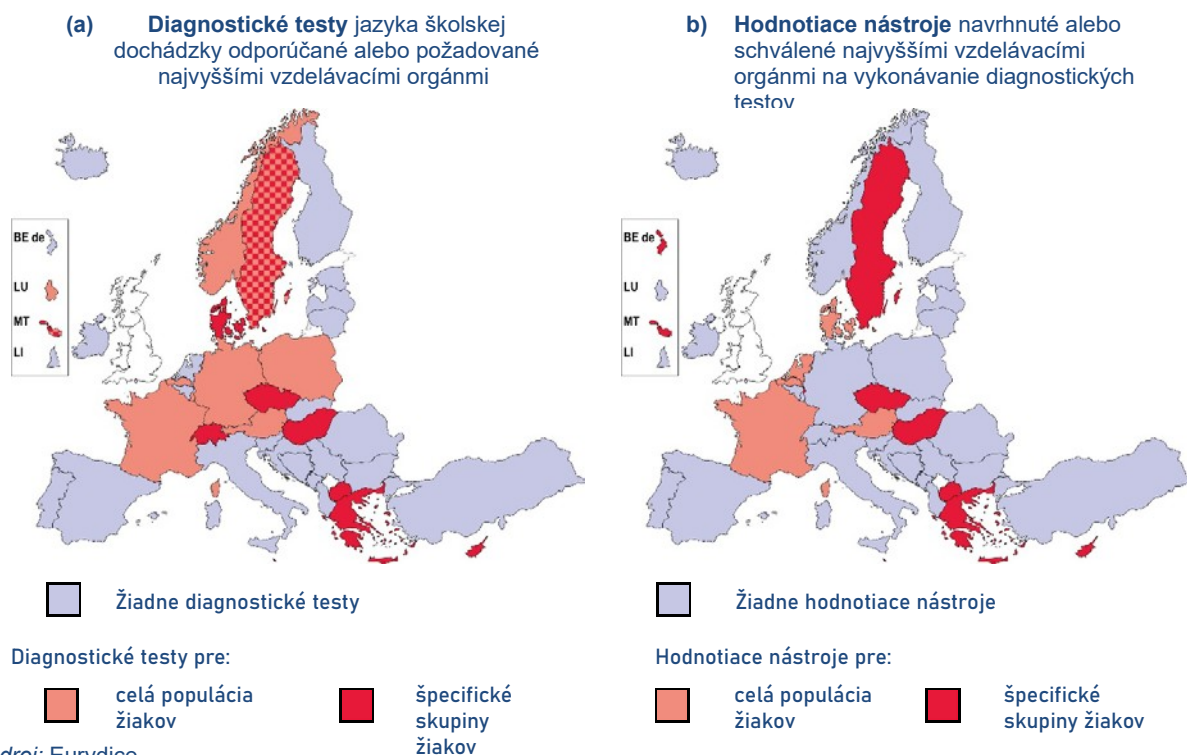 (a) Diagnostické testy jazyka školskej
dochádzky odporúčané alebo požadované
najvyššími vzdelávacími orgánmi
b) Hodnotiace nástroje navrhnuté alebo
schválené najvyššími vzdelávacími
orgánmi na vykonávanie diagnostických
testov
BE de
LU
MT
LI
BE de
LU
MT
LI
Žiadne diagnostické testy
Žiadne hodnotiace nástroje
Diagnostické testy pre:
Hodnotiace nástroje pre:
celá populácia
žiakov
špecifické
skupiny
žiakov
celá populácia
žiakov
špecifické
skupiny žiakov
droj: Eurydice